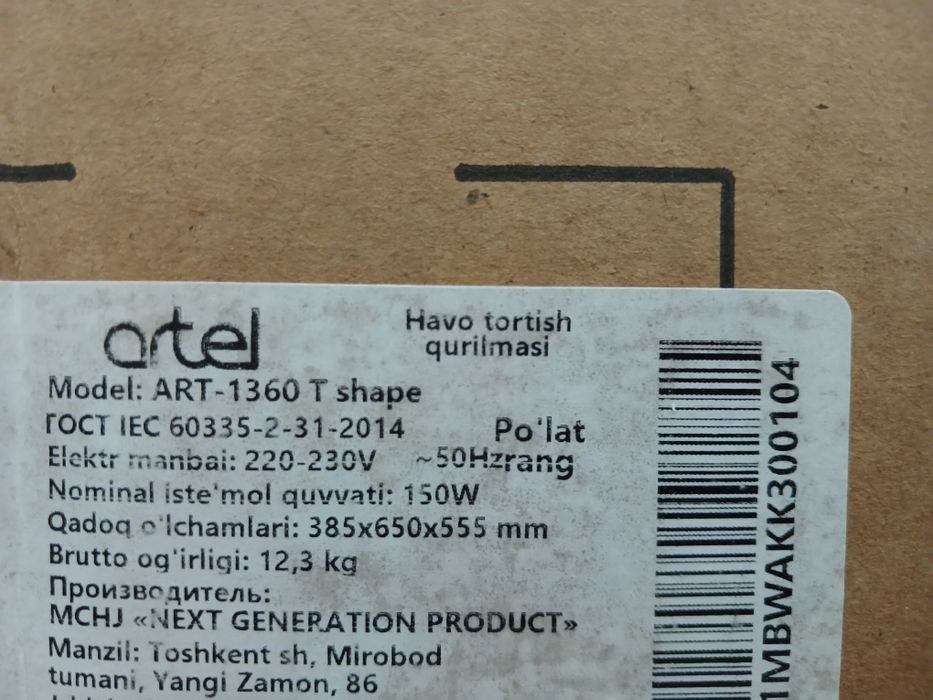 artel
Havo tortish
qurilmasi
Model: ART-1360 T shape
ГОСТ IEC 60335-2-31-2014
Po'lat
rang
Elektr manbai: 220-230V ~50Hz
Nominal iste'mol quvvati: 150W
Qadoq o'lchamlari: 385x650x555 mm
Brutto og'irligi: 12,3 kg
Производитель:
MCHJ «NEXT GENERATION PRODUCT»
Manzil: Toshkent sh, Mirobod
tumani, Yangi Zamon, 86
1MBWAKK300104